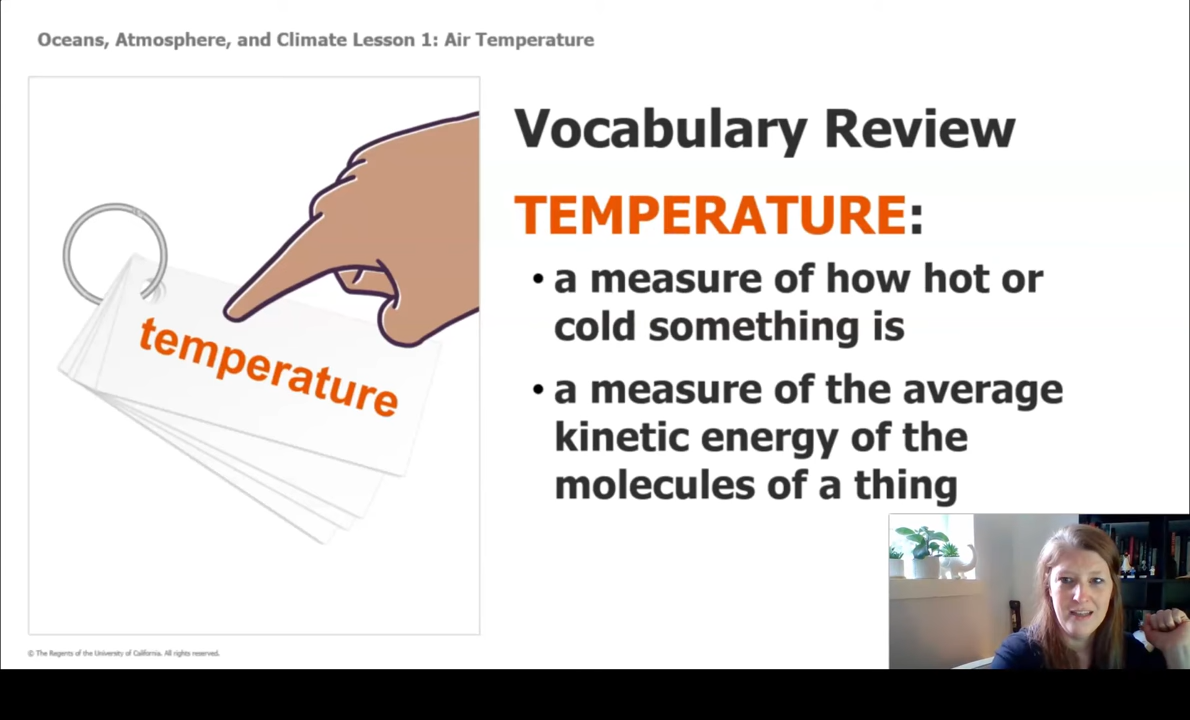 Oceans, Atmosphere, and Climate Lesson 1: Air Temperature
Vocabulary Review
TEMPERATURE:
• a measure of how hot or
cold something is
• a measure of the average
kinetic energy of the
molecules of a thing
temperature
© The Regents of the University of California. All rights reserved.